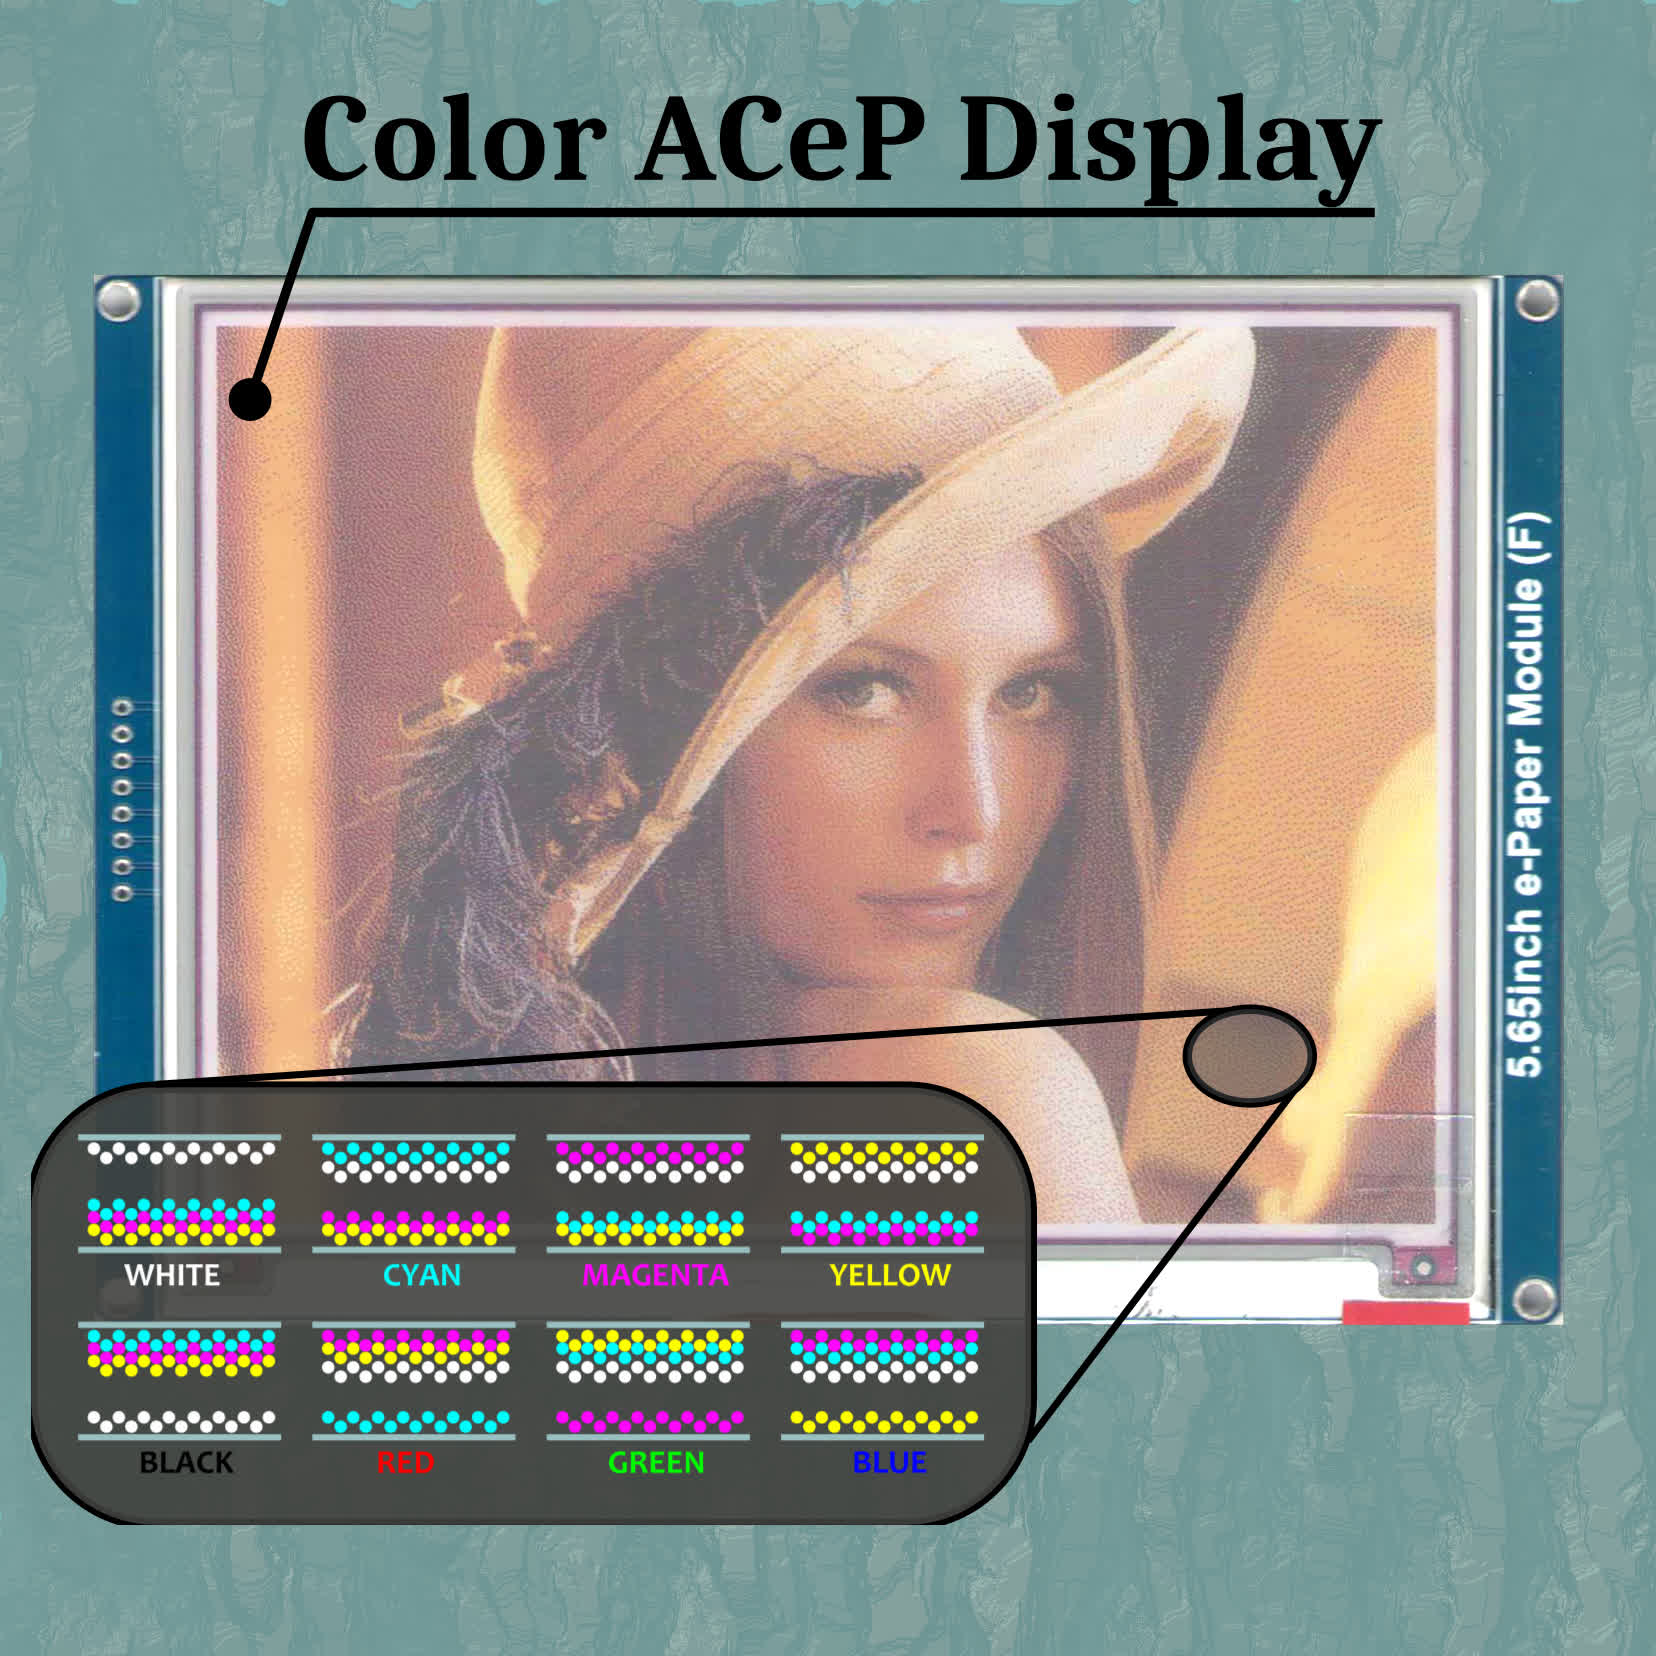 Color ACeP Display
5.65inch e-Paper Module (F)
WHITE CYAN MAGENTA YELLOW
BLACK RED GREEN BLUE